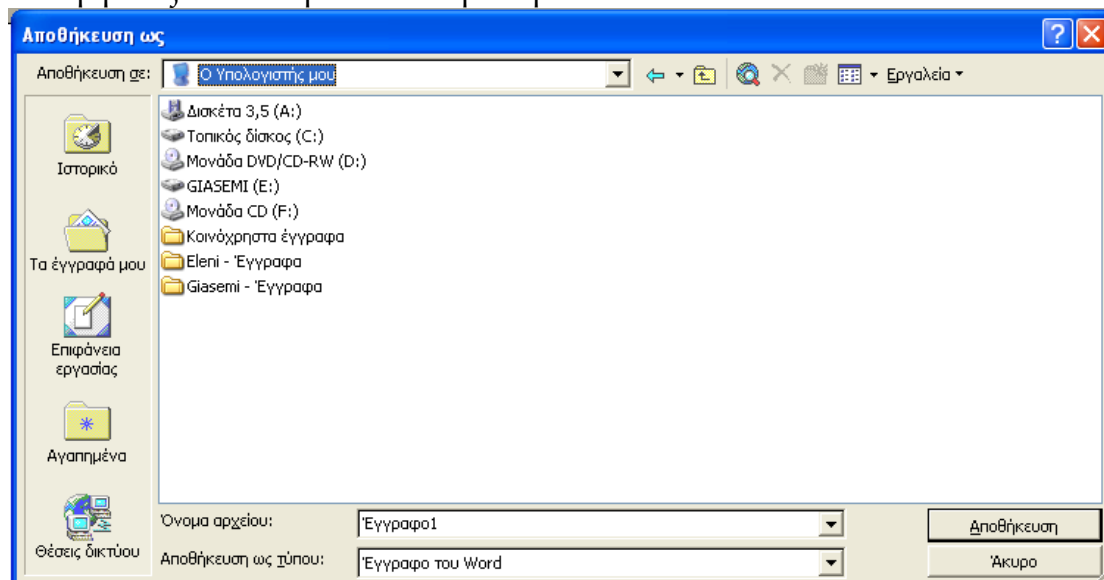 Αποθήκευση ως
Αποθήκευση σε:
Ο Υπολογιστής μου
Εργαλεία
Ιστορικό
Τα έγγραφά μου
Επιφάνεια
εργασίας
Αγαπημένα
Θέσεις δικτύου
Δισκέτα 3,5 (A:)
Τοπικός δίσκος (C:)
Μονάδα DVD/CD-RW (D:)
GIASEMI (E:)
Μονάδα CD (F:)
Κοινόχρηστα έγγραφα
Eleni - Έγγραφα
Giasemi - Έγγραφα
Όνομα αρχείου:
Έγγραφο1
Αποθήκευση
Αποθήκευση ως τύπου:
Έγγραφο του Word
Άκυρο